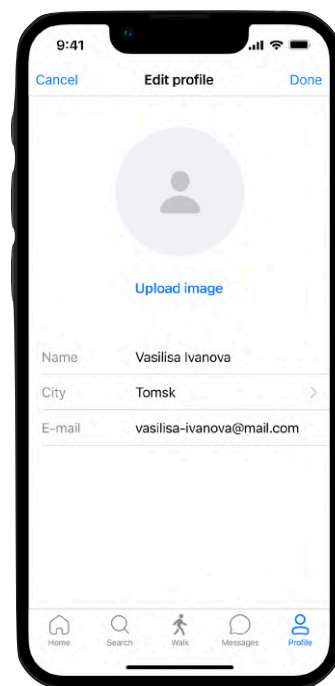 9:41
Cancel Edit profile Done
Upload image
Name Vasilisa Ivanova
City Tomsk
E-mail vasilisa-ivanova@mail.com
Home Search Walk Messages Profile